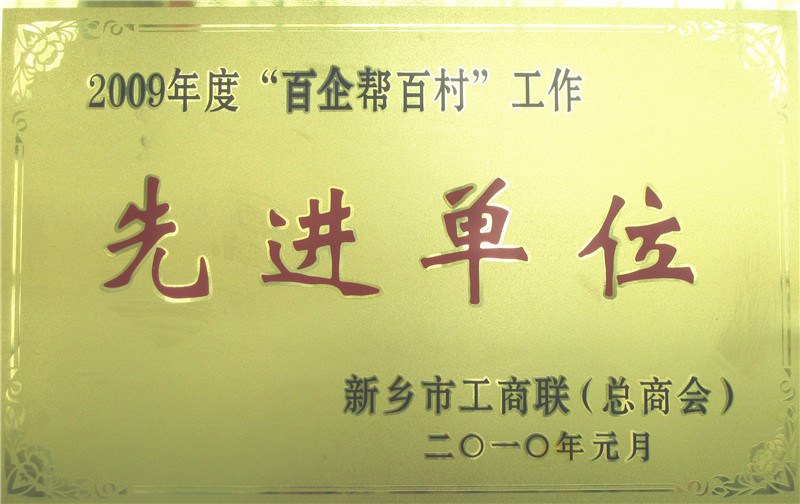 2009年度“百企帮百村”工作
先进单位
新乡市工商联(总商会)
二〇一〇年元月